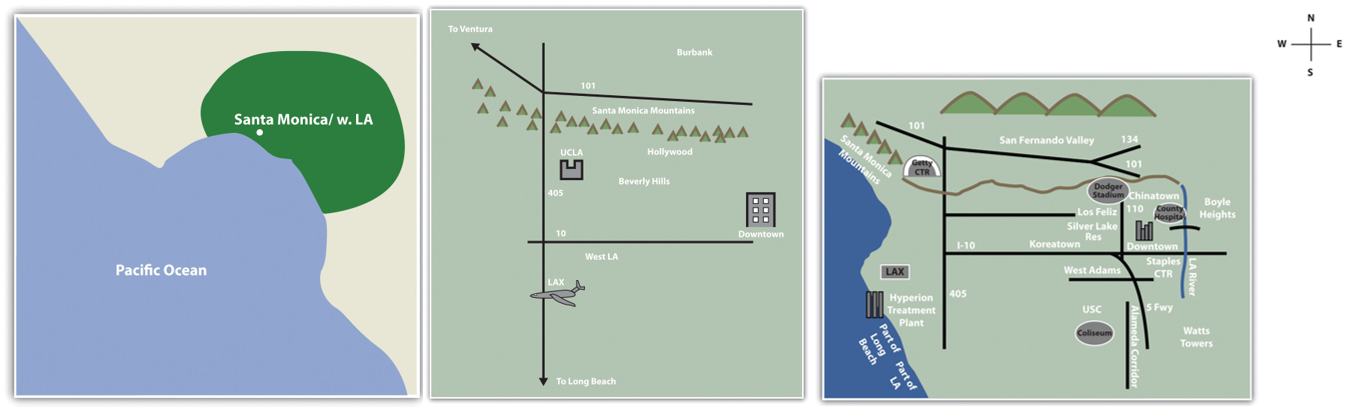 Santa Monica/ w. LA
Pacific Ocean
To Ventura
Burbank
101
Santa Monica Mountains
UCLA
Hollywood
Beverly Hills
405
10
Downtown
West LA
LAX
To Long Beach
N
W
E
S
101
San Fernando Valley
134
101
Santa Monica
Mountains
Getty
CTR
Dodger
Stadium
Chinatown
Los Feliz
110
County
Hospital
Boyle
Heights
Silver Lake
Res
I-10
Koreatown
Downtown
West Adams
Staples
CTR
LA River
LAX
405
Hyperion
Treatment
Plant
USC
S Fwy
Coliseum
Alameda Corridor
Watts
Towers
Part of
Long
Beach
Part of
LA